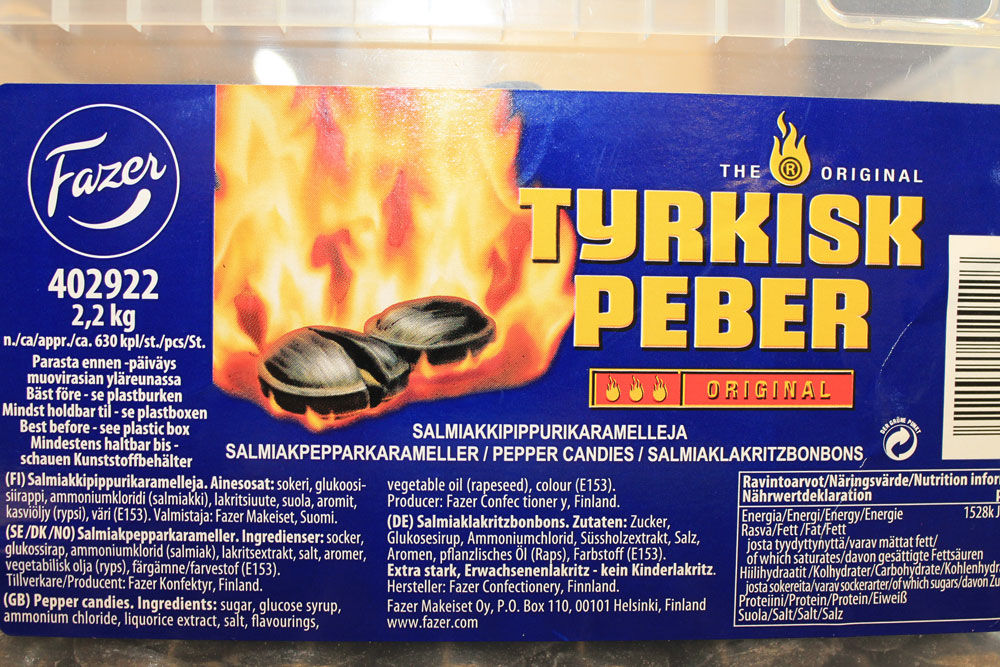 Fazer
402922
2,2 kg
n./ca/appr./ca. 630 kpl/st./pcs/St.
Parasta ennen -päiväys
muovirasian yläreunassa
Bäst före - se plastburken
Mindst holdbar til - se plastboxen
Best before - see plastic box
Mindestens haltbar bis -
schauen Kunststoffbehälter
THE ® ORIGINAL
TYRKISK
PEBER
ORIGINAL
SALMIAKKIPIPPURIKARAMELLEJA
SALMIAKPEPPARKARAMELLER / PEPPER CANDIES / SALMIAKLAKRITZBONBONS
DER GRÜNE PUNKT
(FI) Salmiakkipippurikaramelleja. Ainesosat: sokeri, glukoosi-
siirappi, ammoniumkloridi (salmiakki), lakritsiuute, suola, aromit,
kasviöljy (rypsi), väri (E153). Valmistaja: Fazer Makeiset, Suomi.
(SE/DK/NO) Salmiakpepparkarameller. Ingredienser: socker,
glukossirap, ammoniumklorid (salmiak), lakritsextrakt, salt, aromer,
vegetabilisk olja (ryps), färgämne/farvestof (E153).
Tillverkare/Producent: Fazer Konfektyr, Finland.
(GB) Pepper candies. Ingredients: sugar, glucose syrup,
ammonium chloride, liquorice extract, salt, flavourings,
vegetable oil (rapeseed), colour (E153).
Producer: Fazer Confec tioner y, Finland.
(DE) Salmiaklakritzbonbons. Zutaten: Zucker,
Glukosesirup, Ammoniumchlorid, Süssholzextrakt, Salz,
Aromen, pflanzlisches Öl (Raps), Farbstoff (E153).
Extra stark, Erwachsenenlakritz - kein Kinderlakritz.
Hersteller: Fazer Confectionery, Finnland.
Fazer Makeiset Oy, P.O. Box 110, 00101 Helsinki, Finland
www.fazer.com
Ravintoarvot/Näringsvärde/Nutrition infor
Nährwertdeklaration
Energia/Energi/Energy/Energie 1528kJ
Rasva/Fett/Fat/Fett
josta tyydyttynyttä/varav mättat fett/
of which saturates/davon gesättigte Fettsäuren
Hiilihydraatit/Kolhydrater/Carbohydrate/Kohlenhydr
josta sokereita/varav sockerarter/of which sugars/davon Zu
Proteiini/Protein/Protein/Eiweiß
Suola/Salt/Salt/Salz